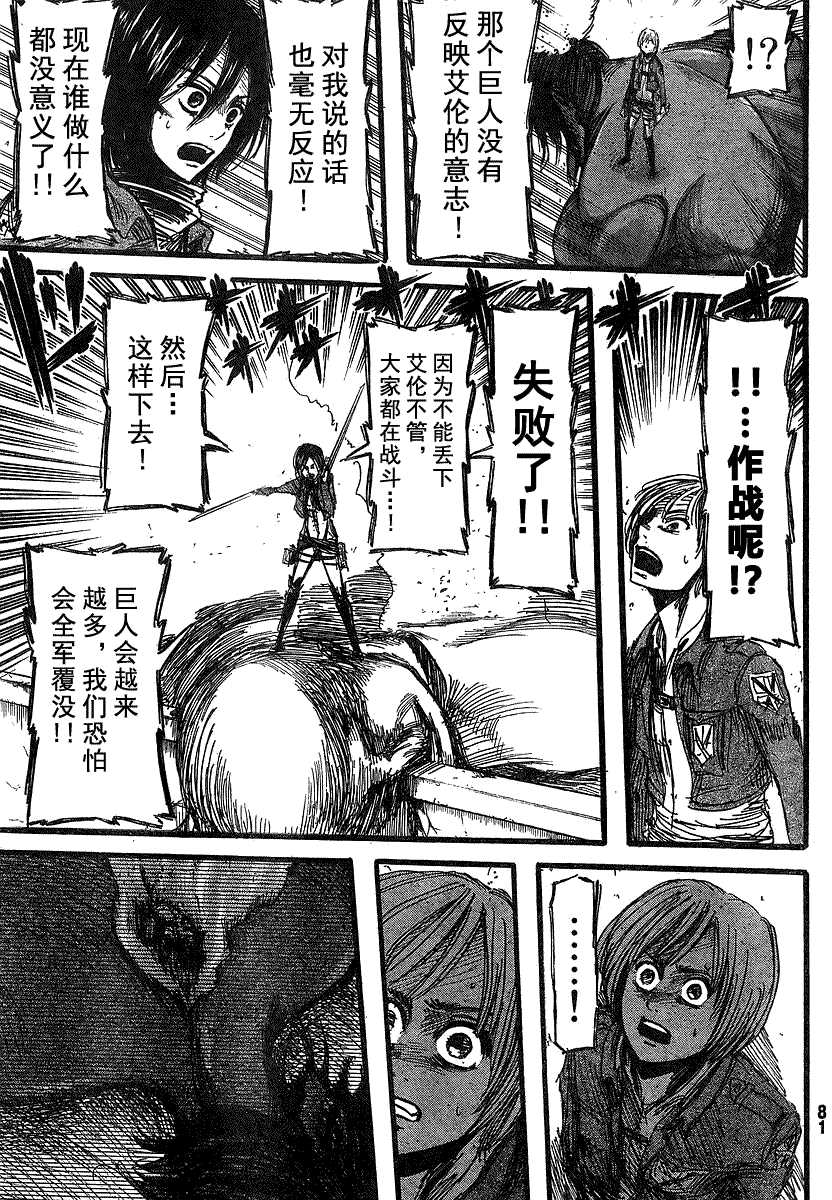 !?
那个巨人没有
反映艾伦的意志！
对我说的话
也毫无反应！
现在谁做什么
都没意义了!!
!!…作战呢!?
失败了!!
因为不能丢下
艾伦不管，
大家都在战斗…!
然后…
这样下去！
巨人会越来
越多，我们恐怕
会全军覆没!!
……！
81